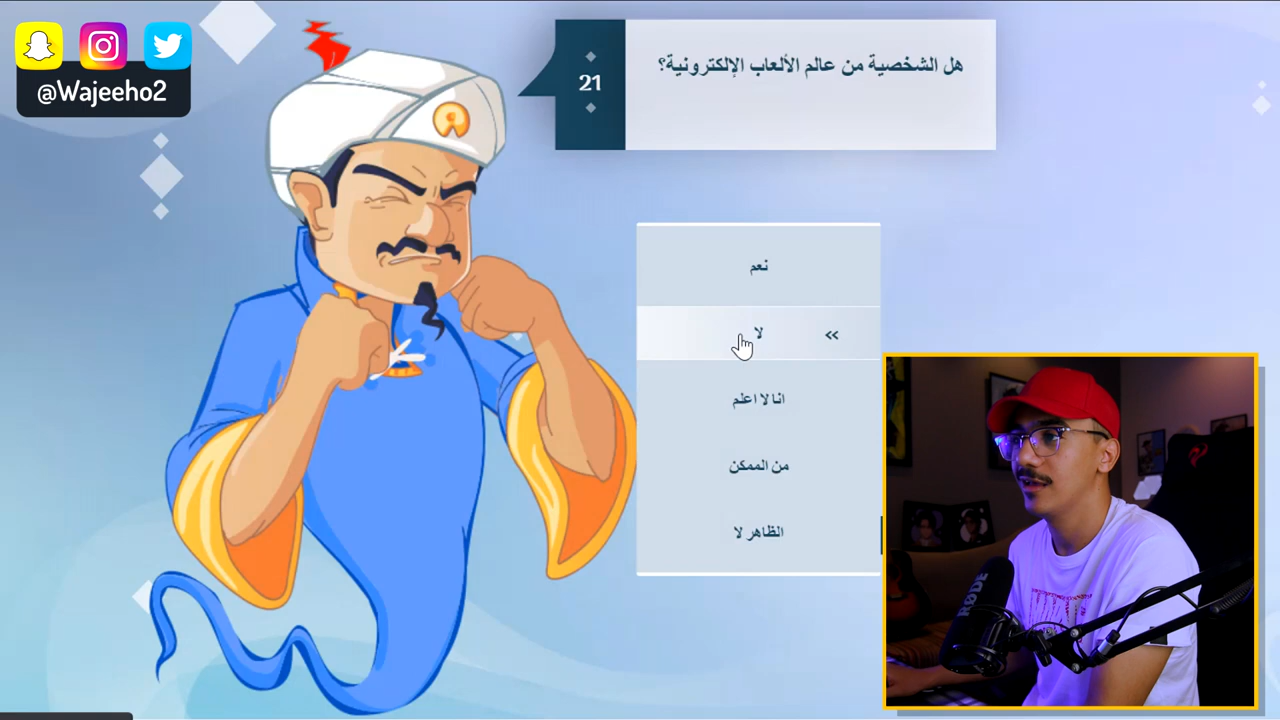 @Wajeeho2
21
هل الشخصية من عالم الألعاب الإلكترونية؟
نعم
لا
انا لا اعلم
من الممكن
الظاهر لا
RØDE